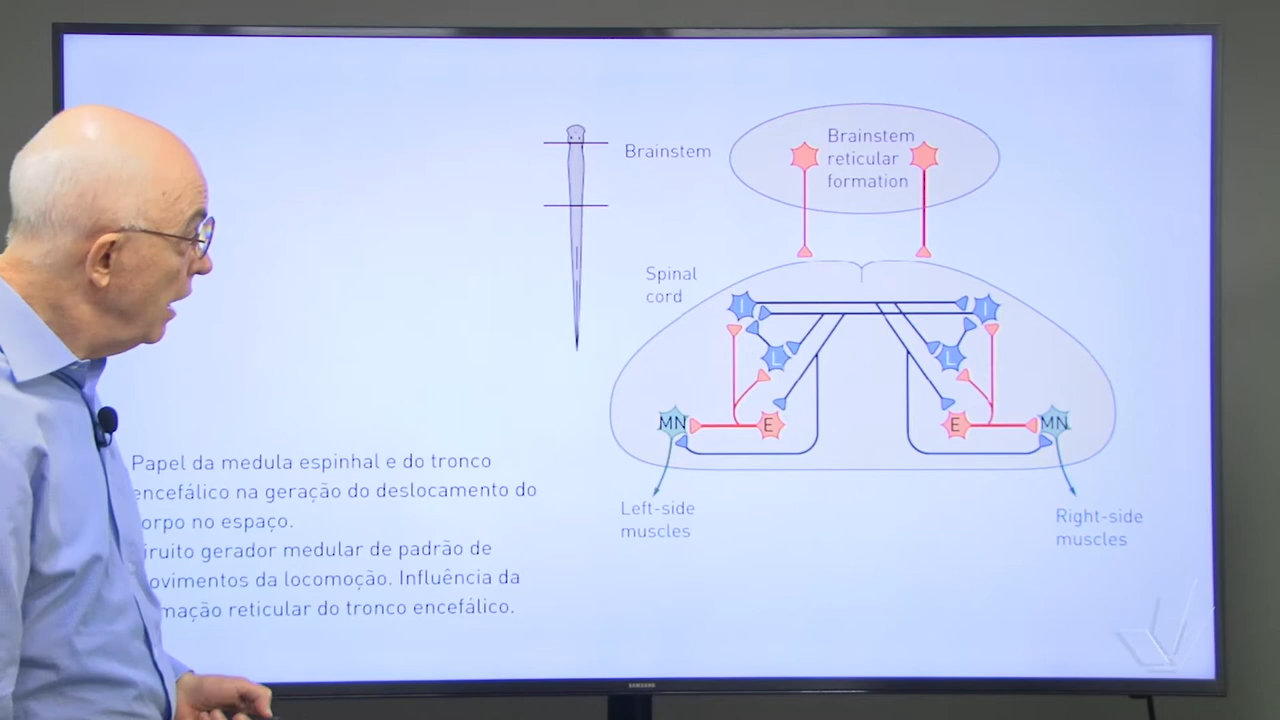 Brainstem
Brainstem
reticular
formation
Spinal
cord
I
I
L
L
MN
E
E
MN
Left-side
muscles
Right-side
muscles
Papel da medula espinhal e do tronco
encefálico na geração do deslocamento do
orpo no espaço.
iruito gerador medular de padrão de
ovimentos da locomoção. Influência da
mação reticular do tronco encefálico.
SAMSUNG